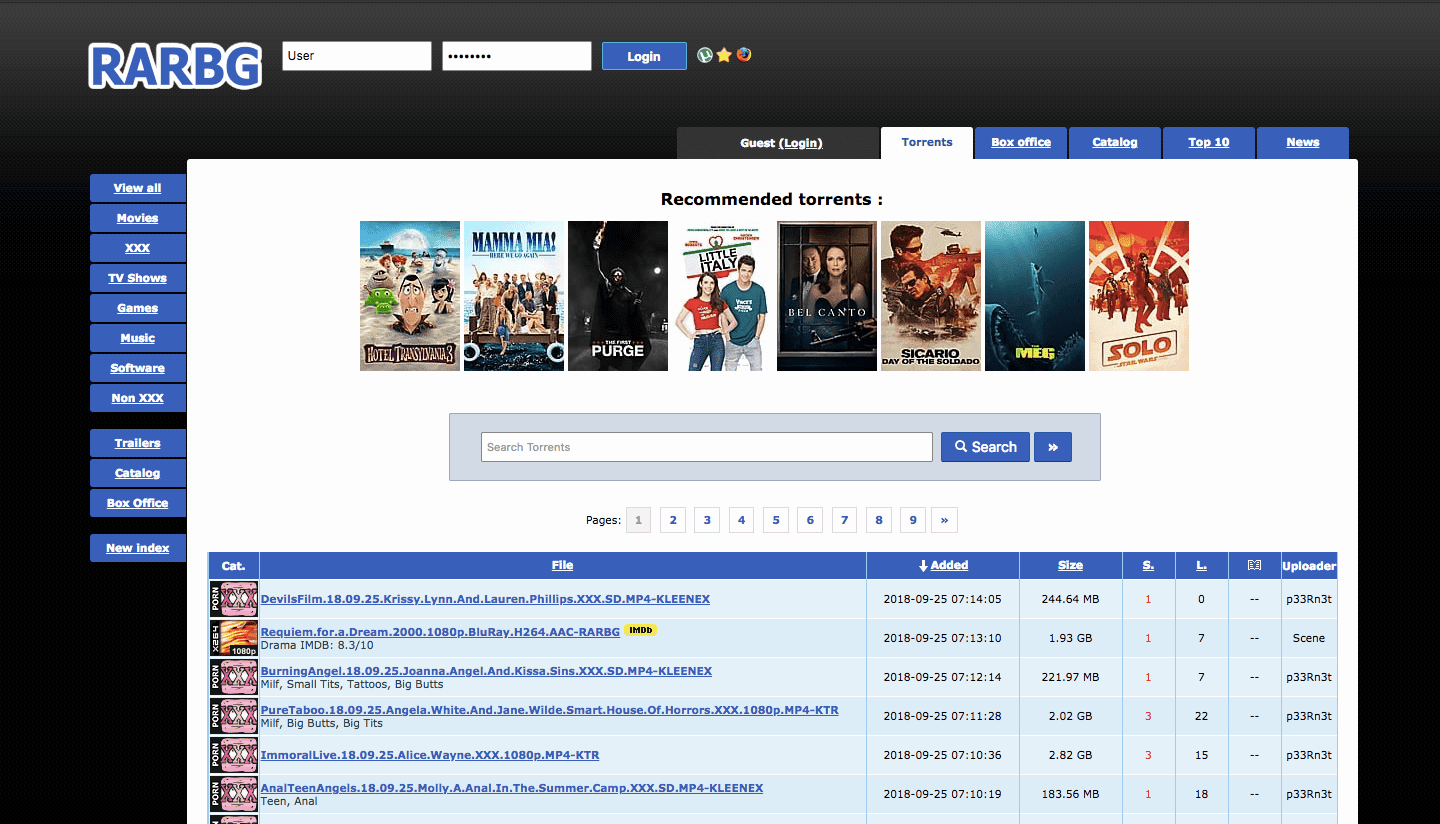 RARBG
User
••••••••
Login
Guest (Login)
Torrents
Box office
Catalog
Top 10
News
View all
Movies
XXX
TV Shows
Games
Music
Software
Non XXX
Trailers
Catalog
Box Office
New index
Recommended torrents :
HOTEL TRANSYLVANIA 3
MAMMA MIA!
HERE WE GO AGAIN
THE FIRST
PURGE
LITTLE
ITALY
BEL CANTO
SICARIO
DAY OF THE SOLDADO
THE
MEG
SOLO
STAR WARS
Search Torrents
Search »
Pages: 1 2 3 4 5 6 7 8 9 »
Cat. File Added Size S. L. Uploader
PORN XXX DevilsFilm.18.09.25.Krissy.Lynn.And.Lauren.Phillips.XXX.SD.MP4-KLEENEX 2018-09-25 07:14:05 244.64 MB 1 0 -- p33Rn3t
X264 1080p Requiem.for.a.Dream.2000.1080p.BluRay.H264.AAC-RARBG IMDb 2018-09-25 07:13:10 1.93 GB 1 7 -- Scene
Drama IMDB: 8.3/10
PORN XXX BurningAngel.18.09.25.Joanna.Angel.And.Kissa.Sins.XXX.SD.MP4-KLEENEX 2018-09-25 07:12:14 221.97 MB 1 7 -- p33Rn3t
Milf, Small Tits, Tattoos, Big Butts
PORN XXX PureTaboo.18.09.25.Angela.White.And.Jane.Wilde.Smart.House.Of.Horrors.XXX.1080p.MP4-KTR 2018-09-25 07:11:28 2.02 GB 3 22 -- p33Rn3t
Milf, Big Butts, Big Tits
PORN XXX ImmoralLive.18.09.25.Alice.Wayne.XXX.1080p.MP4-KTR 2018-09-25 07:10:36 2.82 GB 3 15 -- p33Rn3t
PORN XXX AnalTeenAngels.18.09.25.Molly.A.Anal.In.The.Summer.Camp.XXX.SD.MP4-KLEENEX 2018-09-25 07:10:19 183.56 MB 1 18 -- p33Rn3t
Teen, Anal